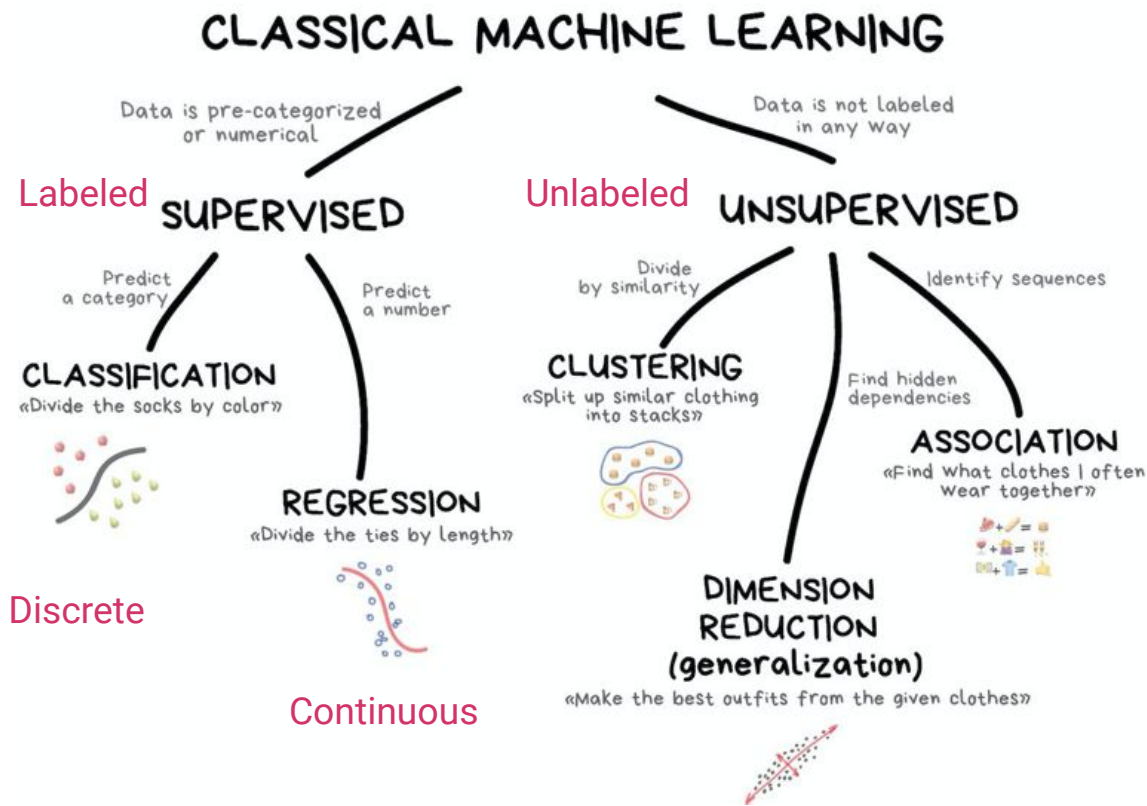 CLASSICAL MACHINE LEARNING
Data is pre-categorized
or numerical
Data is not labeled
in any way
Labeled
SUPERVISED
Unlabeled
UNSUPERVISED
Predict
a category
Predict
a number
Divide
by similarity
Identify sequences
CLASSIFICATION
«Divide the socks by color»
CLUSTERING
«Split up similar clothing
into stacks»
Find hidden
dependencies
ASSOCIATION
«Find what clothes I often
wear together»
REGRESSION
«Divide the ties by length»
+ =
+ =
+ =
Discrete
Continuous
DIMENSION
REDUCTION
(generalization)
«Make the best outfits from the given clothes»